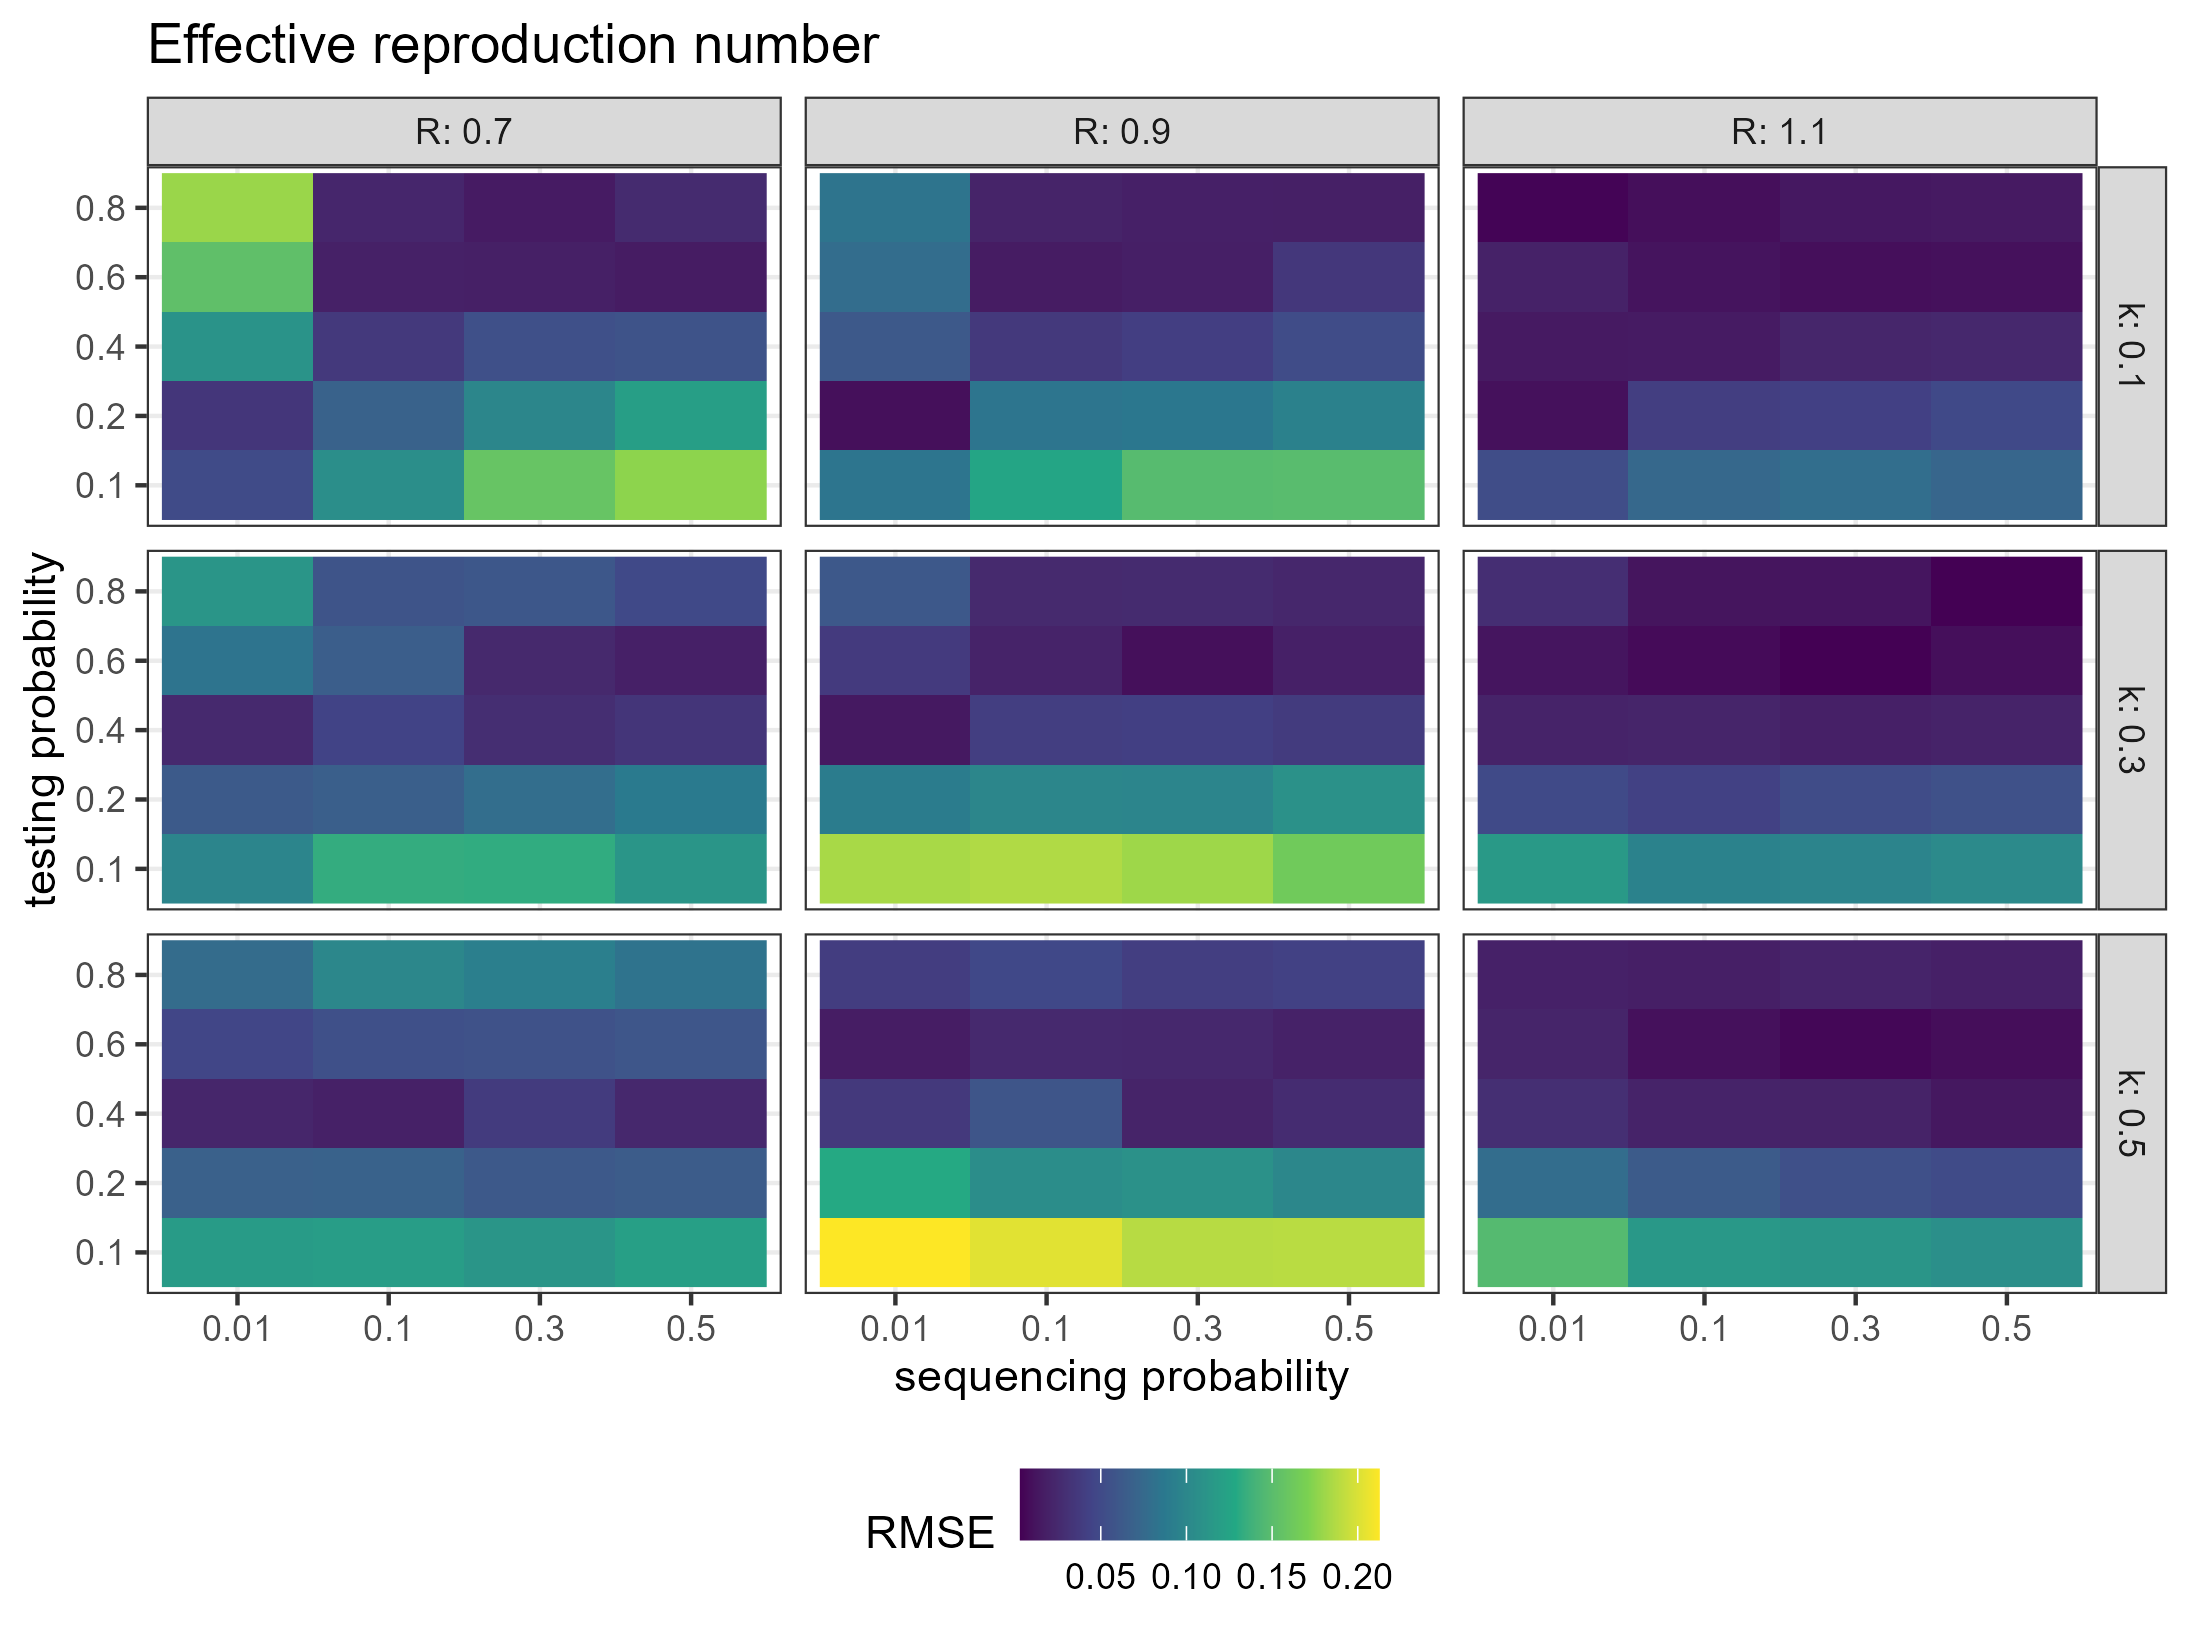 Effective reproduction number
R: 0.7
R: 0.9
R: 1.1
0.8
0.6
0.4
0.2
0.1
k: 0.1
testing probability
0.8
0.6
0.4
0.2
0.1
k: 0.3
0.8
0.6
0.4
0.2
0.1
k: 0.5
0.01 0.1 0.3 0.5
0.01 0.1 0.3 0.5
0.01 0.1 0.3 0.5
sequencing probability
RMSE
0.05 0.10 0.15 0.20